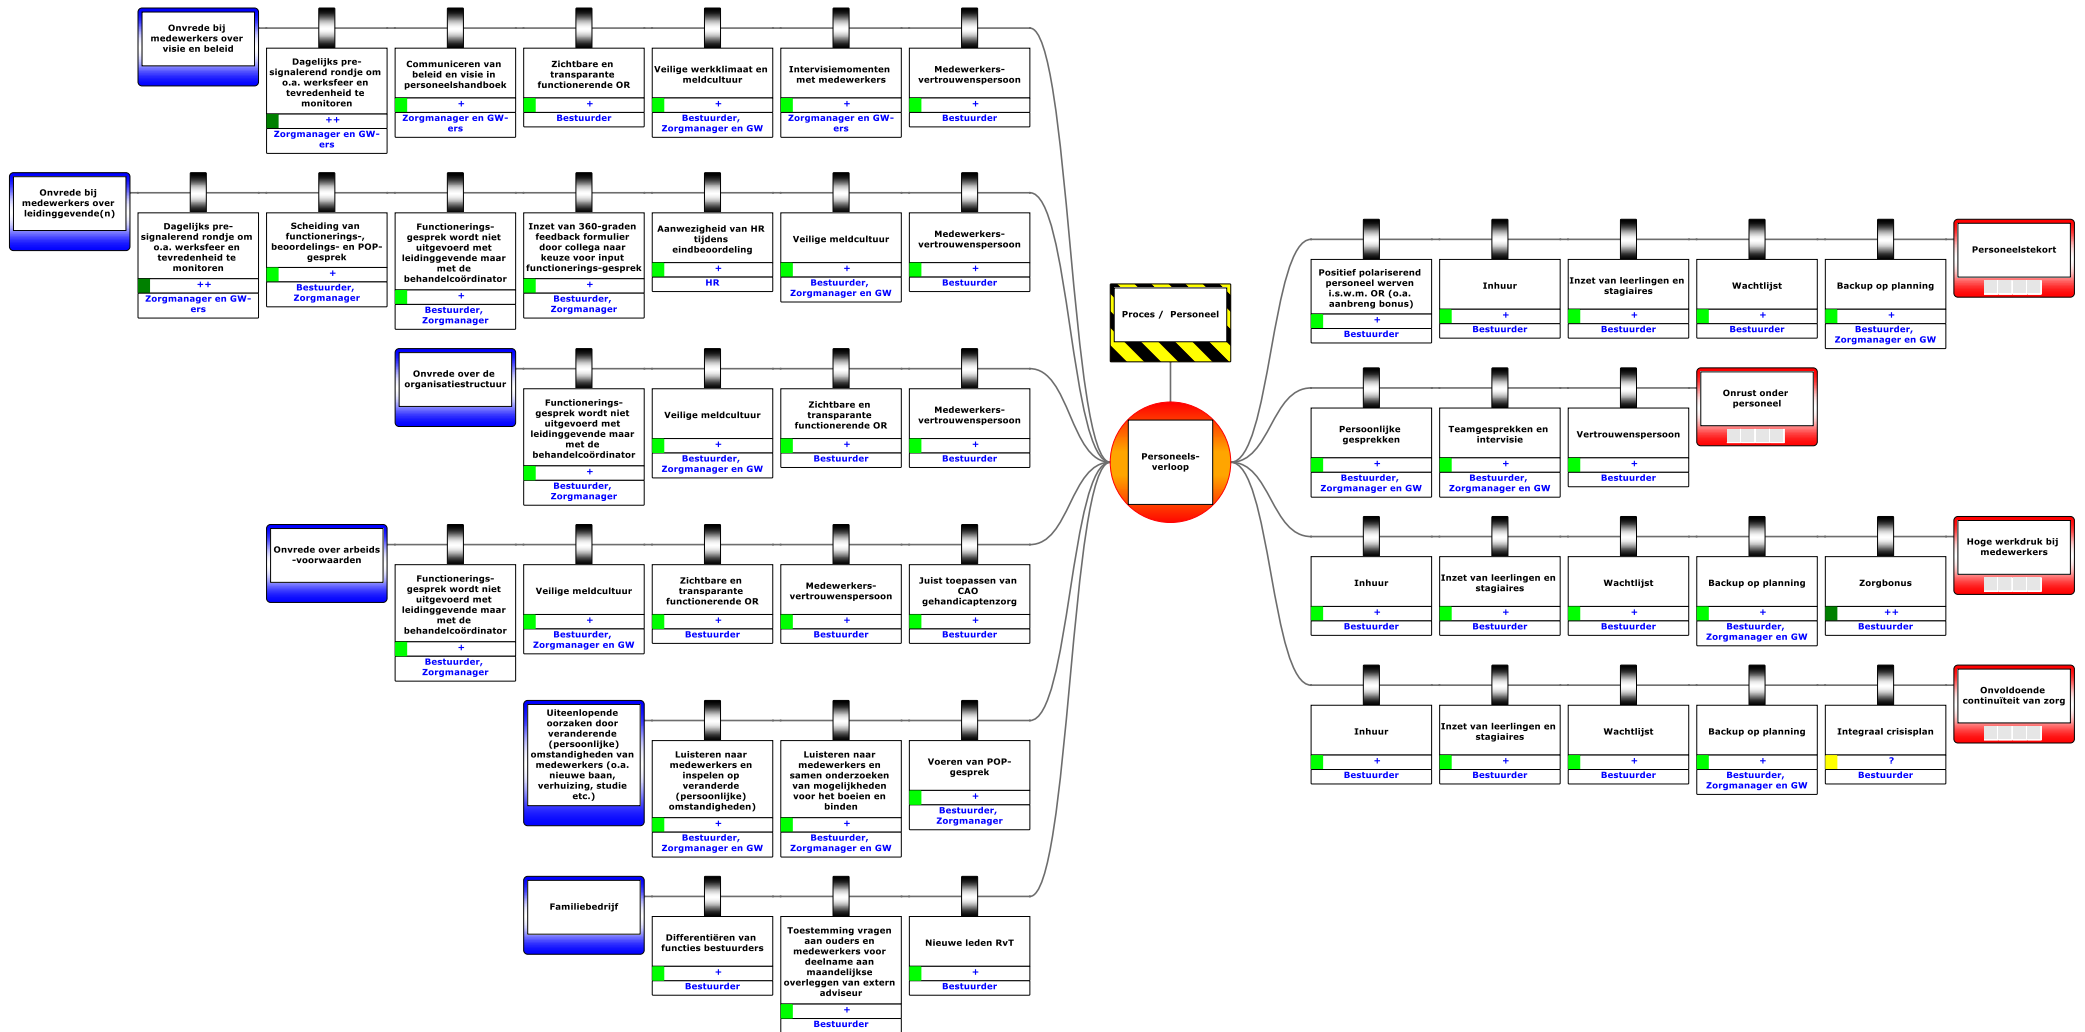 Onvrede bij
medewerkers over
visie en beleid
Dagelijks pre-
signalerend rondje om
o.a. werksfeer en
tevredenheid te
monitoren
++
Zorgmanager en GW-
ers
Communiceren van
beleid en visie in
personeelshandboek
+
Zorgmanager en GW-
ers
Zichtbare en
transparante
functionerende OR
+
Bestuurder
Veilige werkklimaat en
meldcultuur
+
Bestuurder,
Zorgmanager en GW
Intervisiemomenten
met medewerkers
+
Zorgmanager en GW-
ers
Medewerkers-
vertrouwenspersoon
+
Bestuurder
Onvrede bij
medewerkers over
leidinggevende(n)
Dagelijks pre-
signalerend rondje om
o.a. werksfeer en
tevredenheid te
monitoren
++
Zorgmanager en GW-
ers
Scheiding van
functionerings-,
beoordelings- en POP-
gesprek
+
Bestuurder,
Zorgmanager
Functionerings-
gesprek wordt niet
uitgevoerd met
leidinggevende maar
met de
behandelcoördinator
+
Bestuurder,
Zorgmanager
Inzet van 360-graden
feedback formulier
door collega naar
keuze voor input
functionerings-gesprek
+
Bestuurder,
Zorgmanager
Aanwezigheid van HR
tijdens
eindbeoordeling
+
HR
Veilige meldcultuur
+
Bestuurder,
Zorgmanager en GW
Medewerkers-
vertrouwenspersoon
+
Bestuurder
Onvrede over de
organisatiestructuur
Functionerings-
gesprek wordt niet
uitgevoerd met
leidinggevende maar
met de
behandelcoördinator
+
Bestuurder,
Zorgmanager
Veilige meldcultuur
+
Bestuurder,
Zorgmanager en GW
Zichtbare en
transparante
functionerende OR
+
Bestuurder
Medewerkers-
vertrouwenspersoon
+
Bestuurder
Onvrede over arbeids
-voorwaarden
Functionerings-
gesprek wordt niet
uitgevoerd met
leidinggevende maar
met de
behandelcoördinator
+
Bestuurder,
Zorgmanager
Veilige meldcultuur
+
Bestuurder,
Zorgmanager en GW
Zichtbare en
transparante
functionerende OR
+
Bestuurder
Medewerkers-
vertrouwenspersoon
+
Bestuurder
Juist toepassen van
CAO
gehandicaptenzorg
+
Bestuurder
Uiteenlopende
oorzaken door
veranderende
(persoonlijke)
omstandigheden van
medewerkers (o.a.
nieuwe baan,
verhuizing, studie
etc.)
Luisteren naar
medewerkers en
inspelen op
veranderde
(persoonlijke)
omstandigheden)
+
Bestuurder,
Zorgmanager en GW
Luisteren naar
medewerkers en
samen onderzoeken
van mogelijkheden
voor het boeien en
binden
+
Bestuurder,
Zorgmanager en GW
Voeren van POP-
gesprek
+
Bestuurder,
Zorgmanager
Familiebedrijf
Differentiëren van
functies bestuurders
+
Bestuurder
Toestemming vragen
aan ouders en
medewerkers voor
deelname aan
maandelijkse
overleggen van extern
adviseur
+
Bestuurder
Nieuwe leden RvT
+
Bestuurder
Proces / Personeel
Personeels-
verloop
Positief polariserend
personeel werven
i.s.w.m. OR (o.a.
aanbreng bonus)
+
Bestuurder
Inhuur
+
Bestuurder
Inzet van leerlingen en
stagiaires
+
Bestuurder
Wachtlijst
+
Bestuurder
Backup op planning
+
Bestuurder,
Zorgmanager en GW
Personeelstekort
Persoonlijke
gesprekken
+
Bestuurder,
Zorgmanager en GW
Teamgesprekken en
intervisie
+
Bestuurder,
Zorgmanager en GW
Vertrouwenspersoon
+
Bestuurder
Onrust onder
personeel
Inhuur
+
Bestuurder
Inzet van leerlingen en
stagiaires
+
Bestuurder
Wachtlijst
+
Bestuurder
Backup op planning
+
Bestuurder,
Zorgmanager en GW
Zorgbonus
++
Bestuurder
Hoge werkdruk bij
medewerkers
Inhuur
+
Bestuurder
Inzet van leerlingen en
stagiaires
+
Bestuurder
Wachtlijst
+
Bestuurder
Backup op planning
+
Bestuurder,
Zorgmanager en GW
Integraal crisisplan
?
Bestuurder
Onvoldoende
continuïteit van zorg